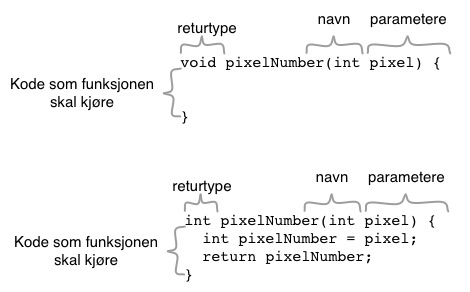 returtype navn parametere
void pixelNumber(int pixel) {
Kode som funksjonen
skal kjøre
}
returtype navn parametere
int pixelNumber(int pixel) {
Kode som funksjonen
int pixelNumber = pixel;
skal kjøre
return pixelNumber;
}